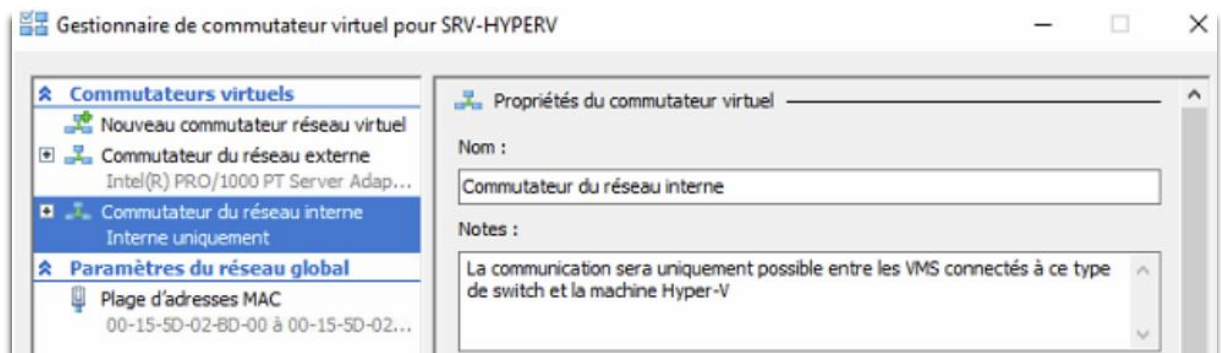 Gestionnaire de commutateur virtuel pour SRV-HYPERV
Commutateurs virtuels
Nouveau commutateur réseau virtuel
Commutateur du réseau externe
Intel(R) PRO/1000 PT Server Adap...
Commutateur du réseau interne
Interne uniquement
Paramètres du réseau global
Plage d'adresses MAC
00-15-5D-02-BD-00 à 00-15-5D-02...
Propriétés du commutateur virtuel
Nom :
Commutateur du réseau interne
Notes :
La communication sera uniquement possible entre les VMS connectés à ce type
de switch et la machine Hyper-V